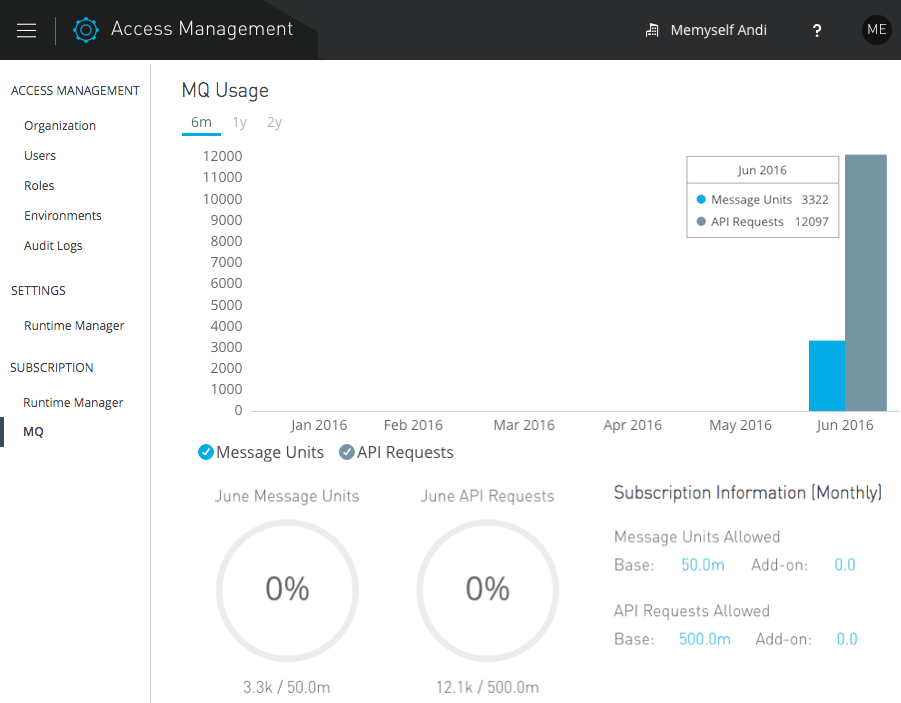 Access Management
Memyself Andi
?
ME
ACCESS MANAGEMENT
Organization
Users
Roles
Environments
Audit Logs
SETTINGS
Runtime Manager
SUBSCRIPTION
Runtime Manager
MQ
MQ Usage
6m 1y 2y
12000
11000
10000
9000
8000
7000
6000
5000
4000
3000
2000
1000
0
Jun 2016
Message Units 3322
API Requests 12097
Jan 2016 Feb 2016 Mar 2016 Apr 2016 May 2016 Jun 2016
Message Units API Requests
June Message Units
0%
3.3k / 50.0m
June API Requests
0%
12.1k / 500.0m
Subscription Information (Monthly)
Message Units Allowed
Base: 50.0m Add-on: 0.0
API Requests Allowed
Base: 500.0m Add-on: 0.0